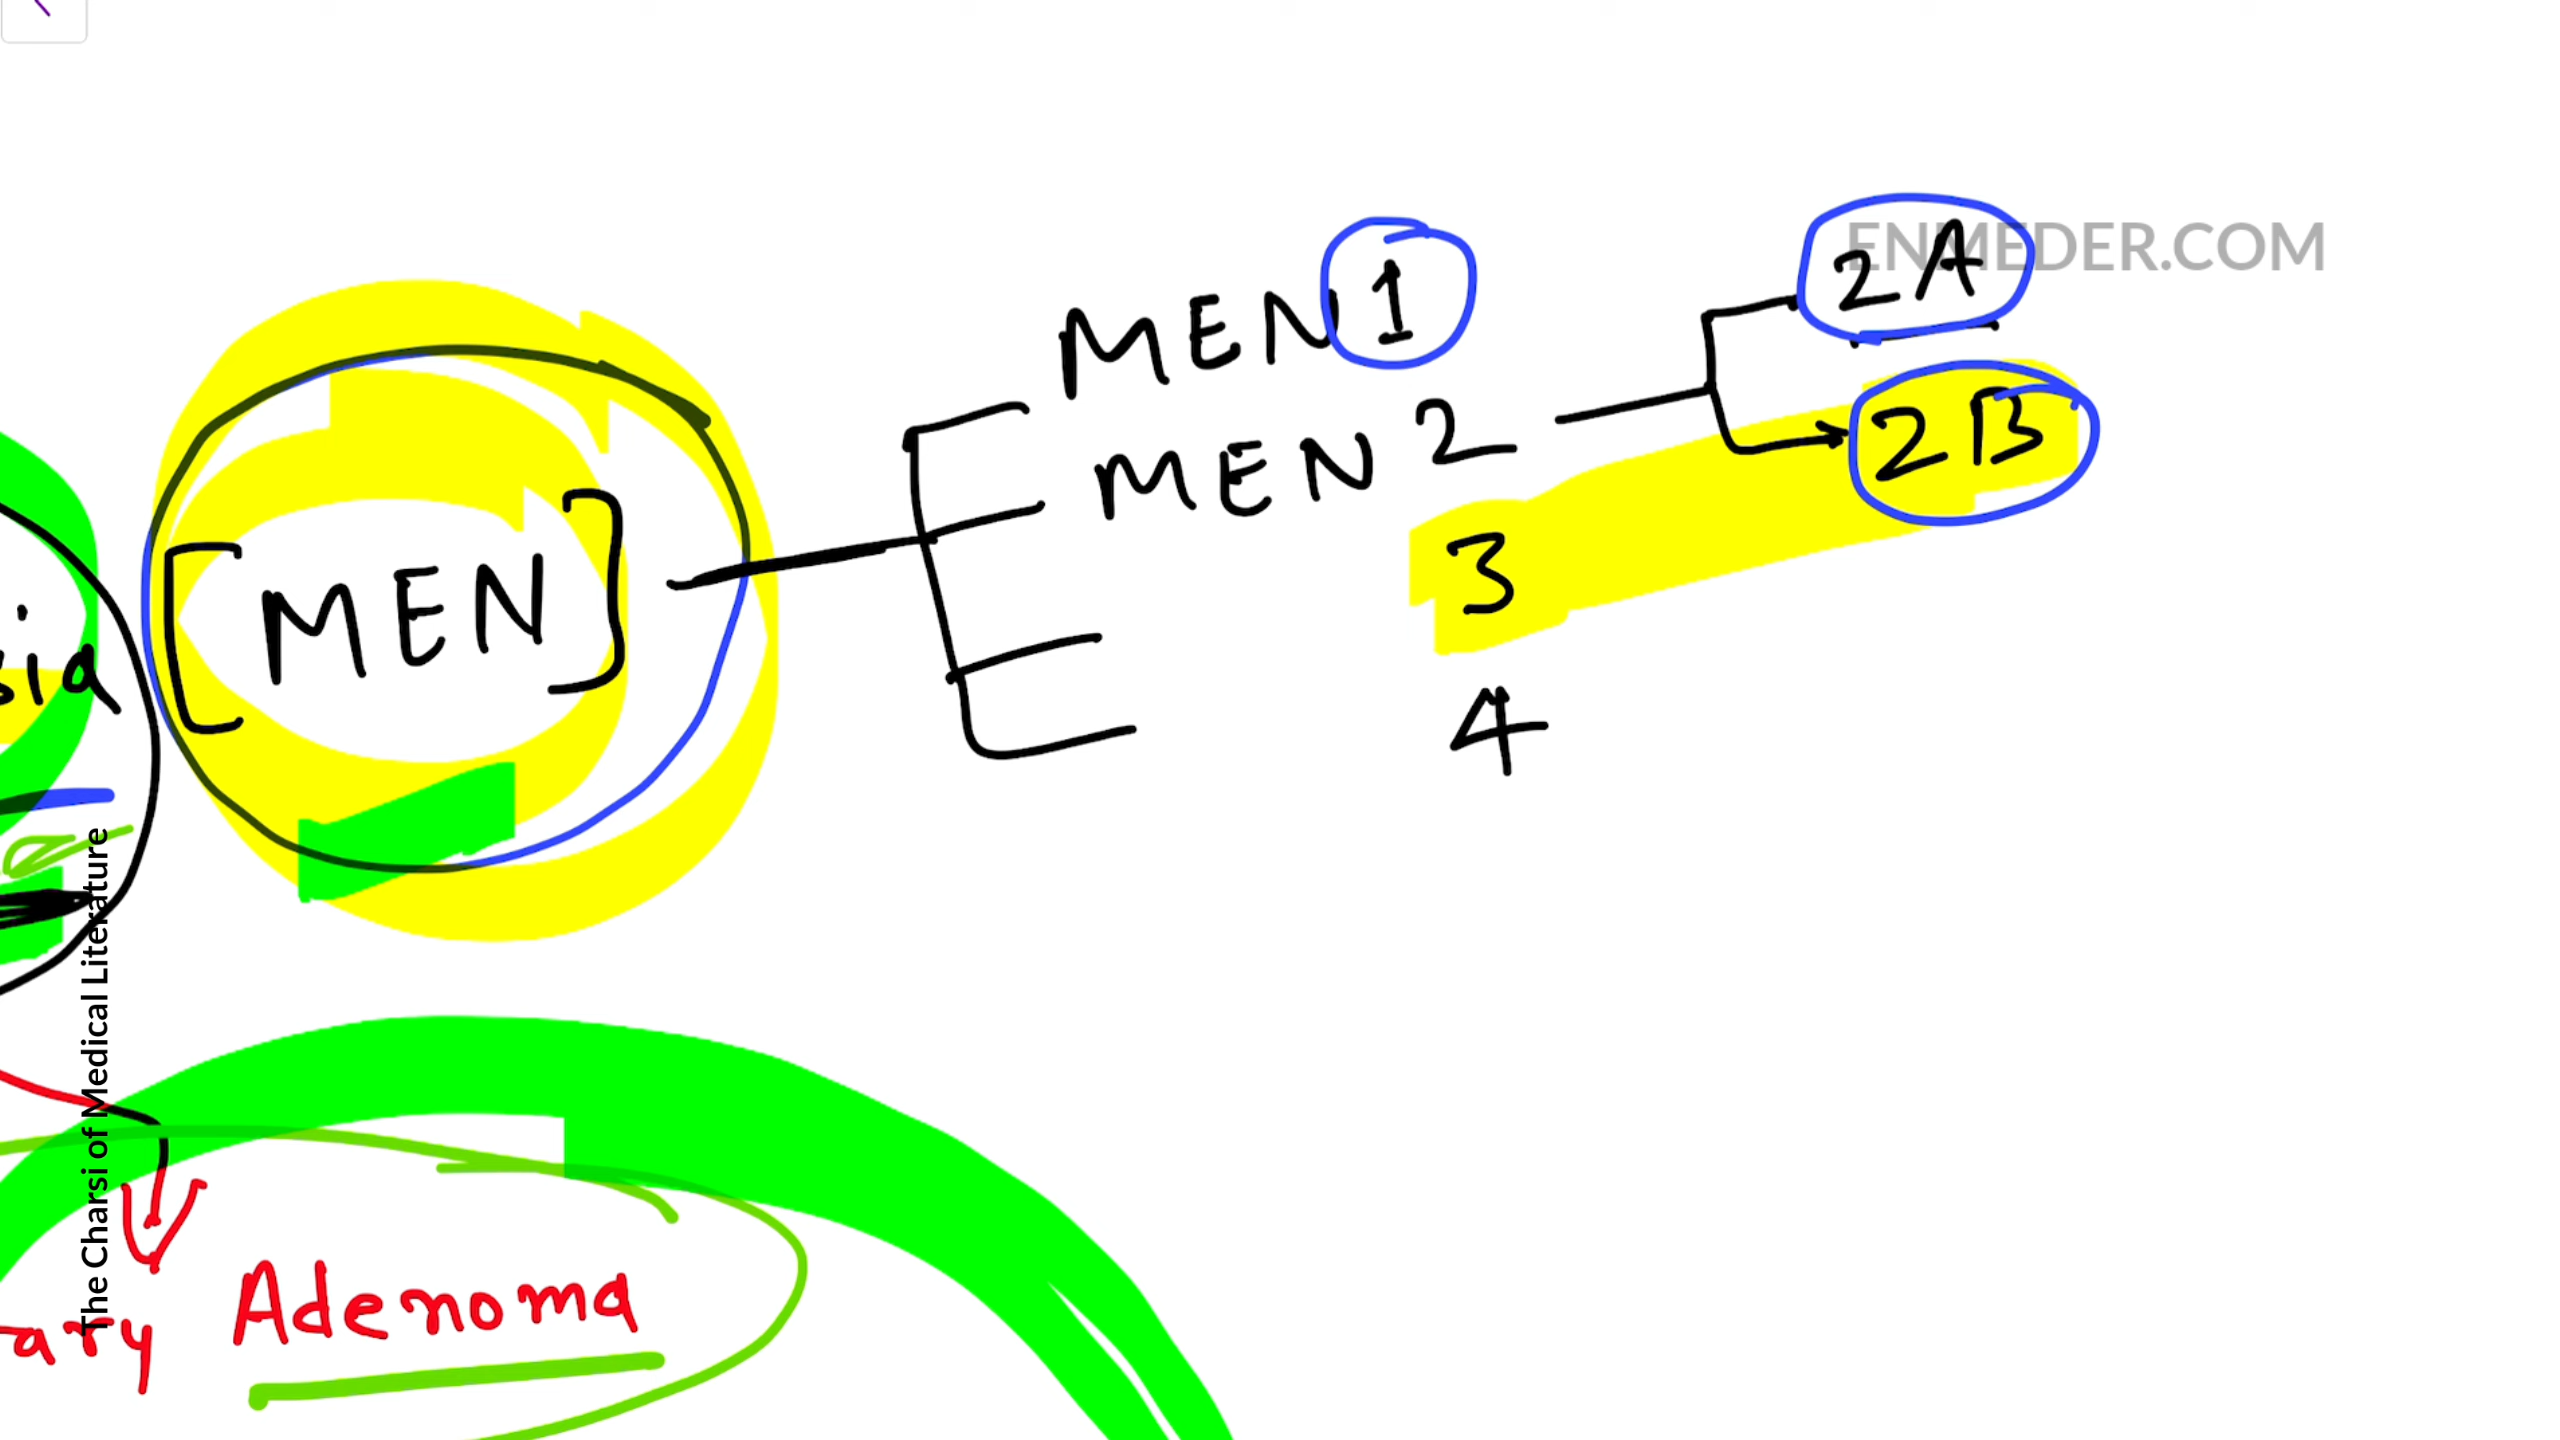 ENMEDER.COM
MEN 1
2A
MEN 2
2B
[MEN]
3
4
The Charsi of Medical Literature
Adenoma